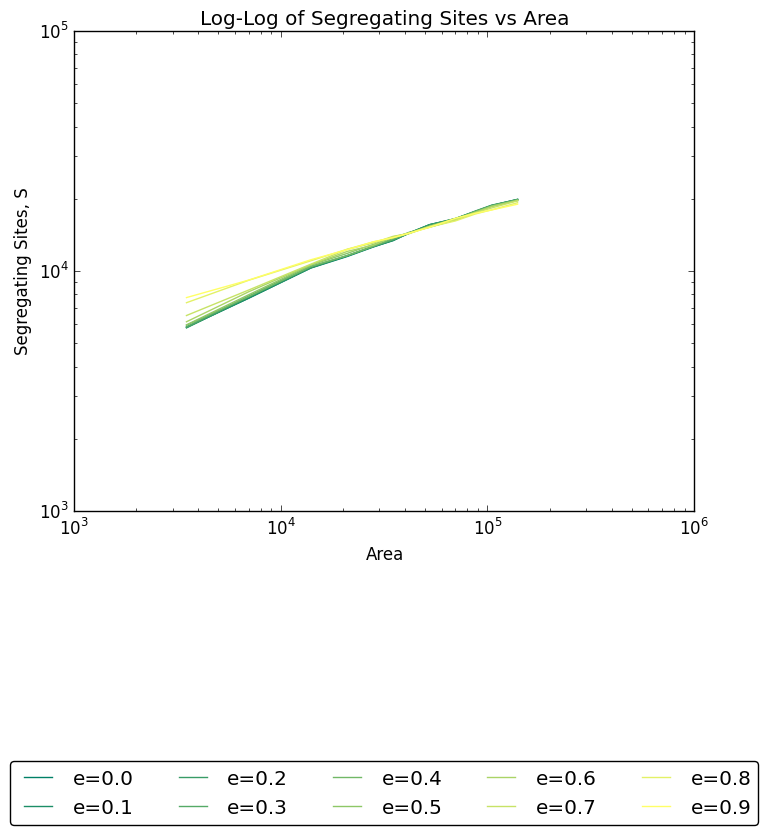 Log-Log of Segregating Sites vs Area
10^5
10^4
10^3
Segregating Sites, S
10^3 10^4 10^5 10^6
Area
e=0.0 e=0.2 e=0.4 e=0.6 e=0.8
e=0.1 e=0.3 e=0.5 e=0.7 e=0.9